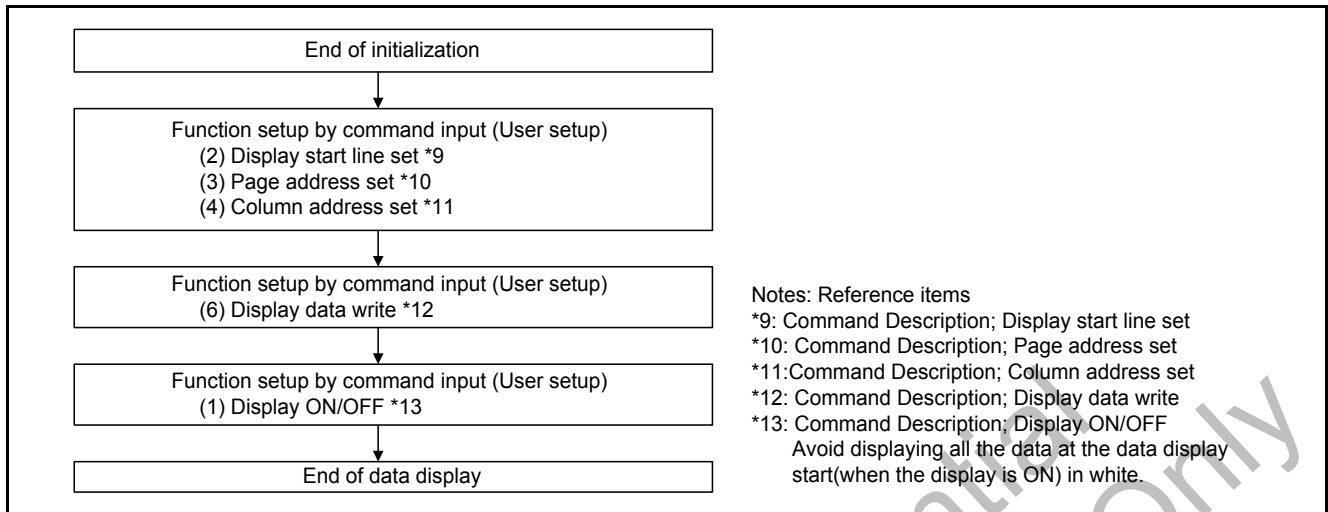 End of initialization
Function setup by command input (User setup)
(2) Display start line set *9
(3) Page address set *10
(4) Column address set *11
Function setup by command input (User setup)
(6) Display data write *12
Function setup by command input (User setup)
(1) Display ON/OFF *13
End of data display
Notes: Reference items
*9: Command Description; Display start line set
*10: Command Description; Page address set
*11:Command Description; Column address set
*12: Command Description; Display data write
*13: Command Description; Display ON/OFF
Avoid displaying all the data at the data display
start(when the display is ON) in white.
Only